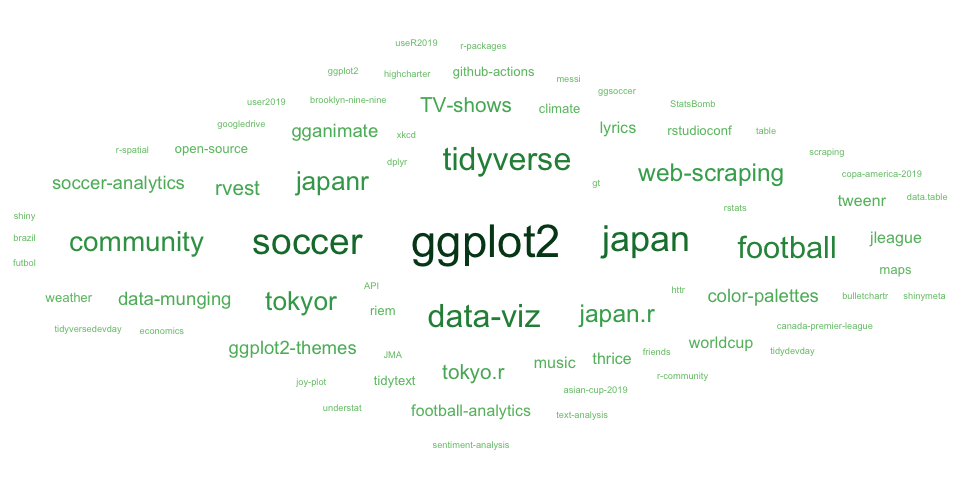 useR2019
r-packages
ggplot2
highcharter
github-actions
messi
ggsoccer
user2019
brooklyn-nine-nine
TV-shows
climate
StatsBomb
googledrive
gganimate
xkcd
lyrics
rstudioconf
table
r-spatial
open-source
dplyr
tidyverse
scraping
soccer-analytics
rvest
japanr
gt
web-scraping
copa-america-2019
tweenr
data.table
shiny
rstats
brazil
community
soccer
ggplot2
japan
football
jleague
futbol
maps
weather
data-munging
tokyor
API
riem
httr
color-palettes
bulletchartr
shinymeta
data-viz
japan.r
tidyversedevday
economics
canada-premier-league
ggplot2-themes
JMA
music
thrice
friends
worldcup
tidydevday
joy-plot
tidytext
tokyo.r
r-community
asian-cup-2019
understat
football-analytics
text-analysis
sentiment-analysis